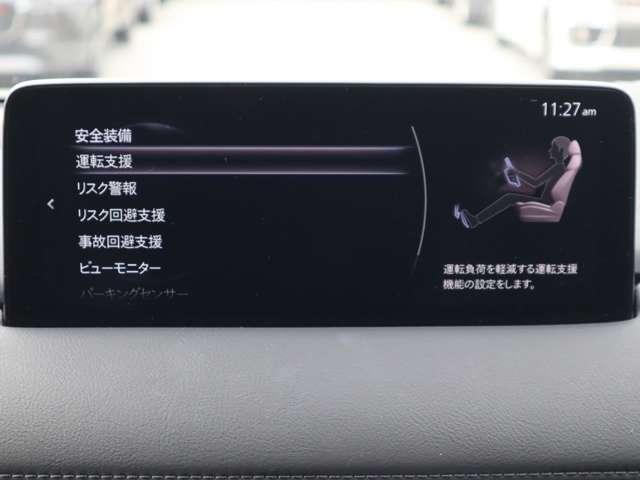 11:27 am
安全装備
運転支援
リスク警報
リスク回避支援
事故回避支援
ビューモニター
パーキングセンサー
運転負荷を軽減する運転支援
機能の設定をします。